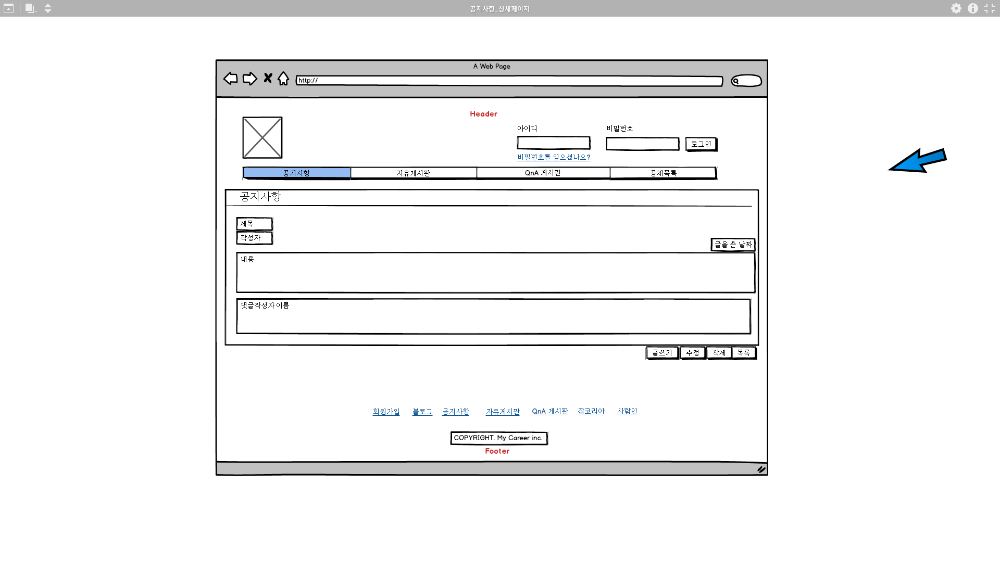 공지사항_상세페이지
A Web Page
http://
Header
아이디
비밀번호
로그인
비밀번호를 잊으셨나요?
공지사항
자유게시판
QnA 게시판
공채목록
공지사항
제목
작성자
글을 쓴 날짜
내용
댓글작성자 이름
글쓰기
수정
삭제
목록
회원가입
블로그
공지사항
자유게시판
QnA 게시판
잡코리아
사람인
COPYRIGHT. My Career inc.
Footer